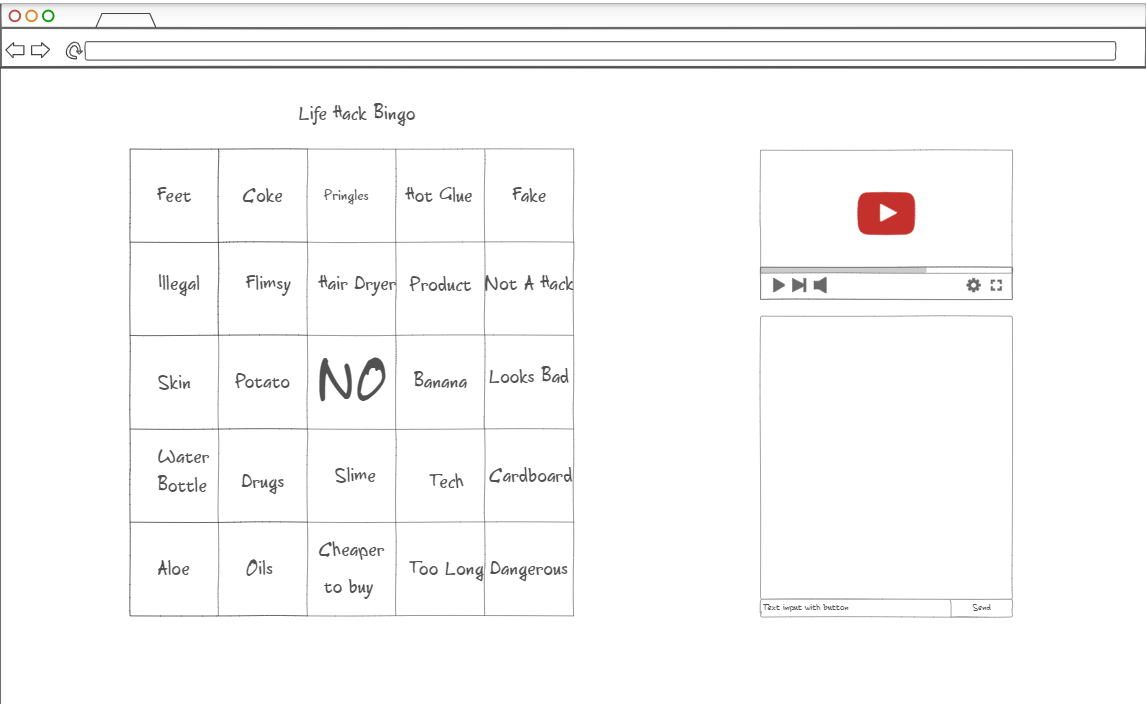 Life Hack Bingo
Feet
Coke
Pringles
Hot Glue
Fake
Illegal
Flimsy
Hair Dryer
Product
Not A Hack
Skin
Potato
NO
Banana
Looks Bad
Water
Bottle
Drugs
Slime
Tech
Cardboard
Aloe
Oils
Cheaper
to buy
Too Long
Dangerous
Text input with button
Send